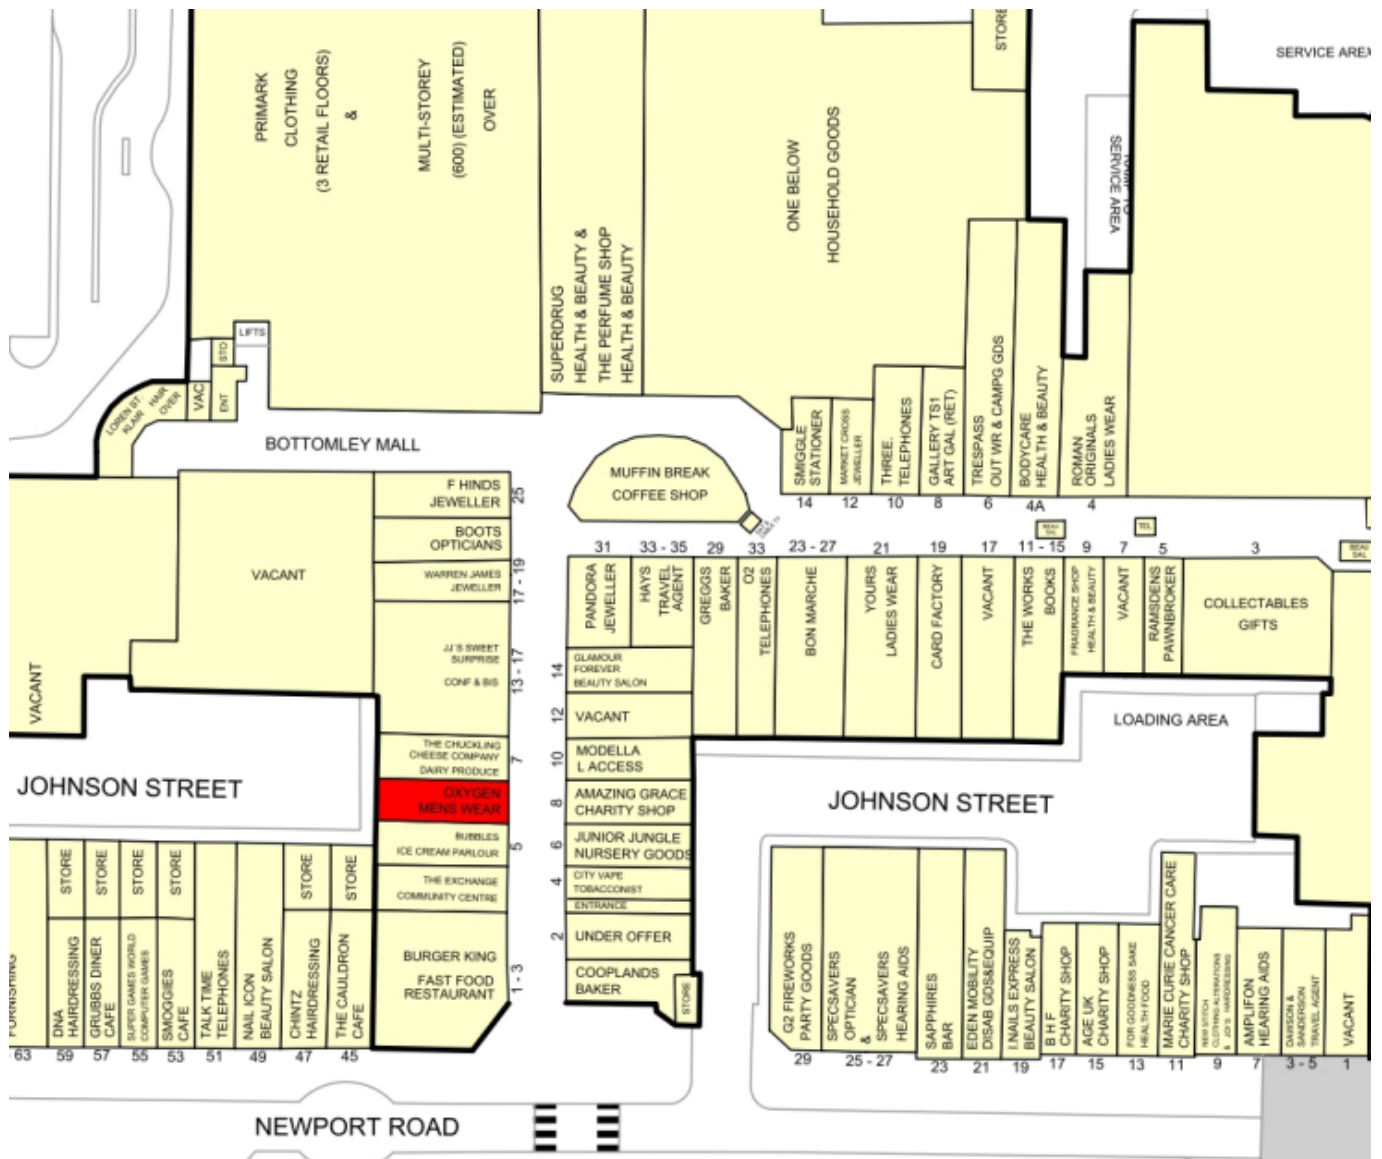 PRIMARK
CLOTHING
(3 RETAIL FLOORS)
&
MULTI-STOREY
(600) (ESTIMATED)
OVER
SUPERDRUG
HEALTH & BEAUTY &
THE PERFUME SHOP
HEALTH & BEAUTY
ONE BELOW
HOUSEHOLD GOODS
STORE
SERVICE AREA
SERVICE AREA
LIFTS
STO
ENT
VAC
LOREN ST.
KLAIR HAIR
OVER
BOTTOMLEY MALL
MUFFIN BREAK
COFFEE SHOP
SMIGGLE
STATIONER
14
MARKET CROSS
JEWELLER
12
THREE.
TELEPHONES
10
GALLERY TS1
ART GAL (RET)
8
TRESPASS
OUT WR & CAMPG GDS
6
BODYCARE
HEALTH & BEAUTY
4A
ROMAN
ORIGINALS
LADIES WEAR
4
BEAU
SAL
TEL
BEAU
SAL
VACANT
VACANT
F HINDS
JEWELLER
25
BOOTS
OPTICIANS
WARREN JAMES
JEWELLER
17 - 19
JJ'S SWEET
SURPRISE
CONF & BIS
13 - 17
THE CHUCKLING
CHEESE COMPANY
DAIRY PRODUCE
7
OXYGEN
MENS WEAR
BUBBLES
ICE CREAM PARLOUR
5
THE EXCHANGE
COMMUNITY CENTRE
BURGER KING
FAST FOOD
RESTAURANT
1 - 3
31
PANDORA
JEWELLER
33 - 35
HAYS
TRAVEL
AGENT
29
GREGGS
BAKER
33
O2
TELEPHONES
23 - 27
BON MARCHE
21
YOURS
LADIES WEAR
19
CARD FACTORY
17
VACANT
11 - 15
THE WORKS
BOOKS
9
FRAGRANCE SHOP
HEALTH & BEAUTY
7
VACANT
5
RAMSDENS
PAWNBROKER
3
COLLECTABLES
GIFTS
14
GLAMOUR
FOREVER
BEAUTY SALON
12
VACANT
10
MODELLA
L ACCESS
8
AMAZING GRACE
CHARITY SHOP
6
JUNIOR JUNGLE
NURSERY GOODS
4
CITY VAPE
TOBACCONIST
ENTRANCE
2
UNDER OFFER
COOPLANDS
BAKER
STORE
LOADING AREA
JOHNSON STREET
JOHNSON STREET
STORE
STORE
STORE
STORE
STORE
STORE
FURNISHING
63
DNA
HAIRDRESSING
59
GRUBBS DINER
CAFE
57
SUPER GAMES WORLD
COMPUTER GAMES
55
SMOGGIES
CAFE
53
TALK TIME
TELEPHONES
51
NAIL ICON
BEAUTY SALON
49
CHINTZ
HAIRDRESSING
47
THE CAULDRON
CAFE
45
G2 FIREWORKS
PARTY GOODS
29
SPECSAVERS
OPTICIAN
&
SPECSAVERS
HEARING AIDS
25 - 27
SAPPHIRES
BAR
23
EDEN MOBILITY
DISAB GDS&EQUIP
21
I.NAILS EXPRESS
BEAUTY SALON
19
B H F
CHARITY SHOP
17
AGE UK
CHARITY SHOP
15
FOR GOODNESS SAKE
HEALTH FOOD
13
MARIE CURIE CANCER CARE
CHARITY SHOP
11
NEW STITCH
CLOTHING ALTERATIONS
& JOJO'S HAIRDRESSING
9
AMPLIFON
HEARING AIDS
7
DAWSON &
SANDERSON
TRAVEL AGENT
3 - 5
VACANT
1
NEWPORT ROAD